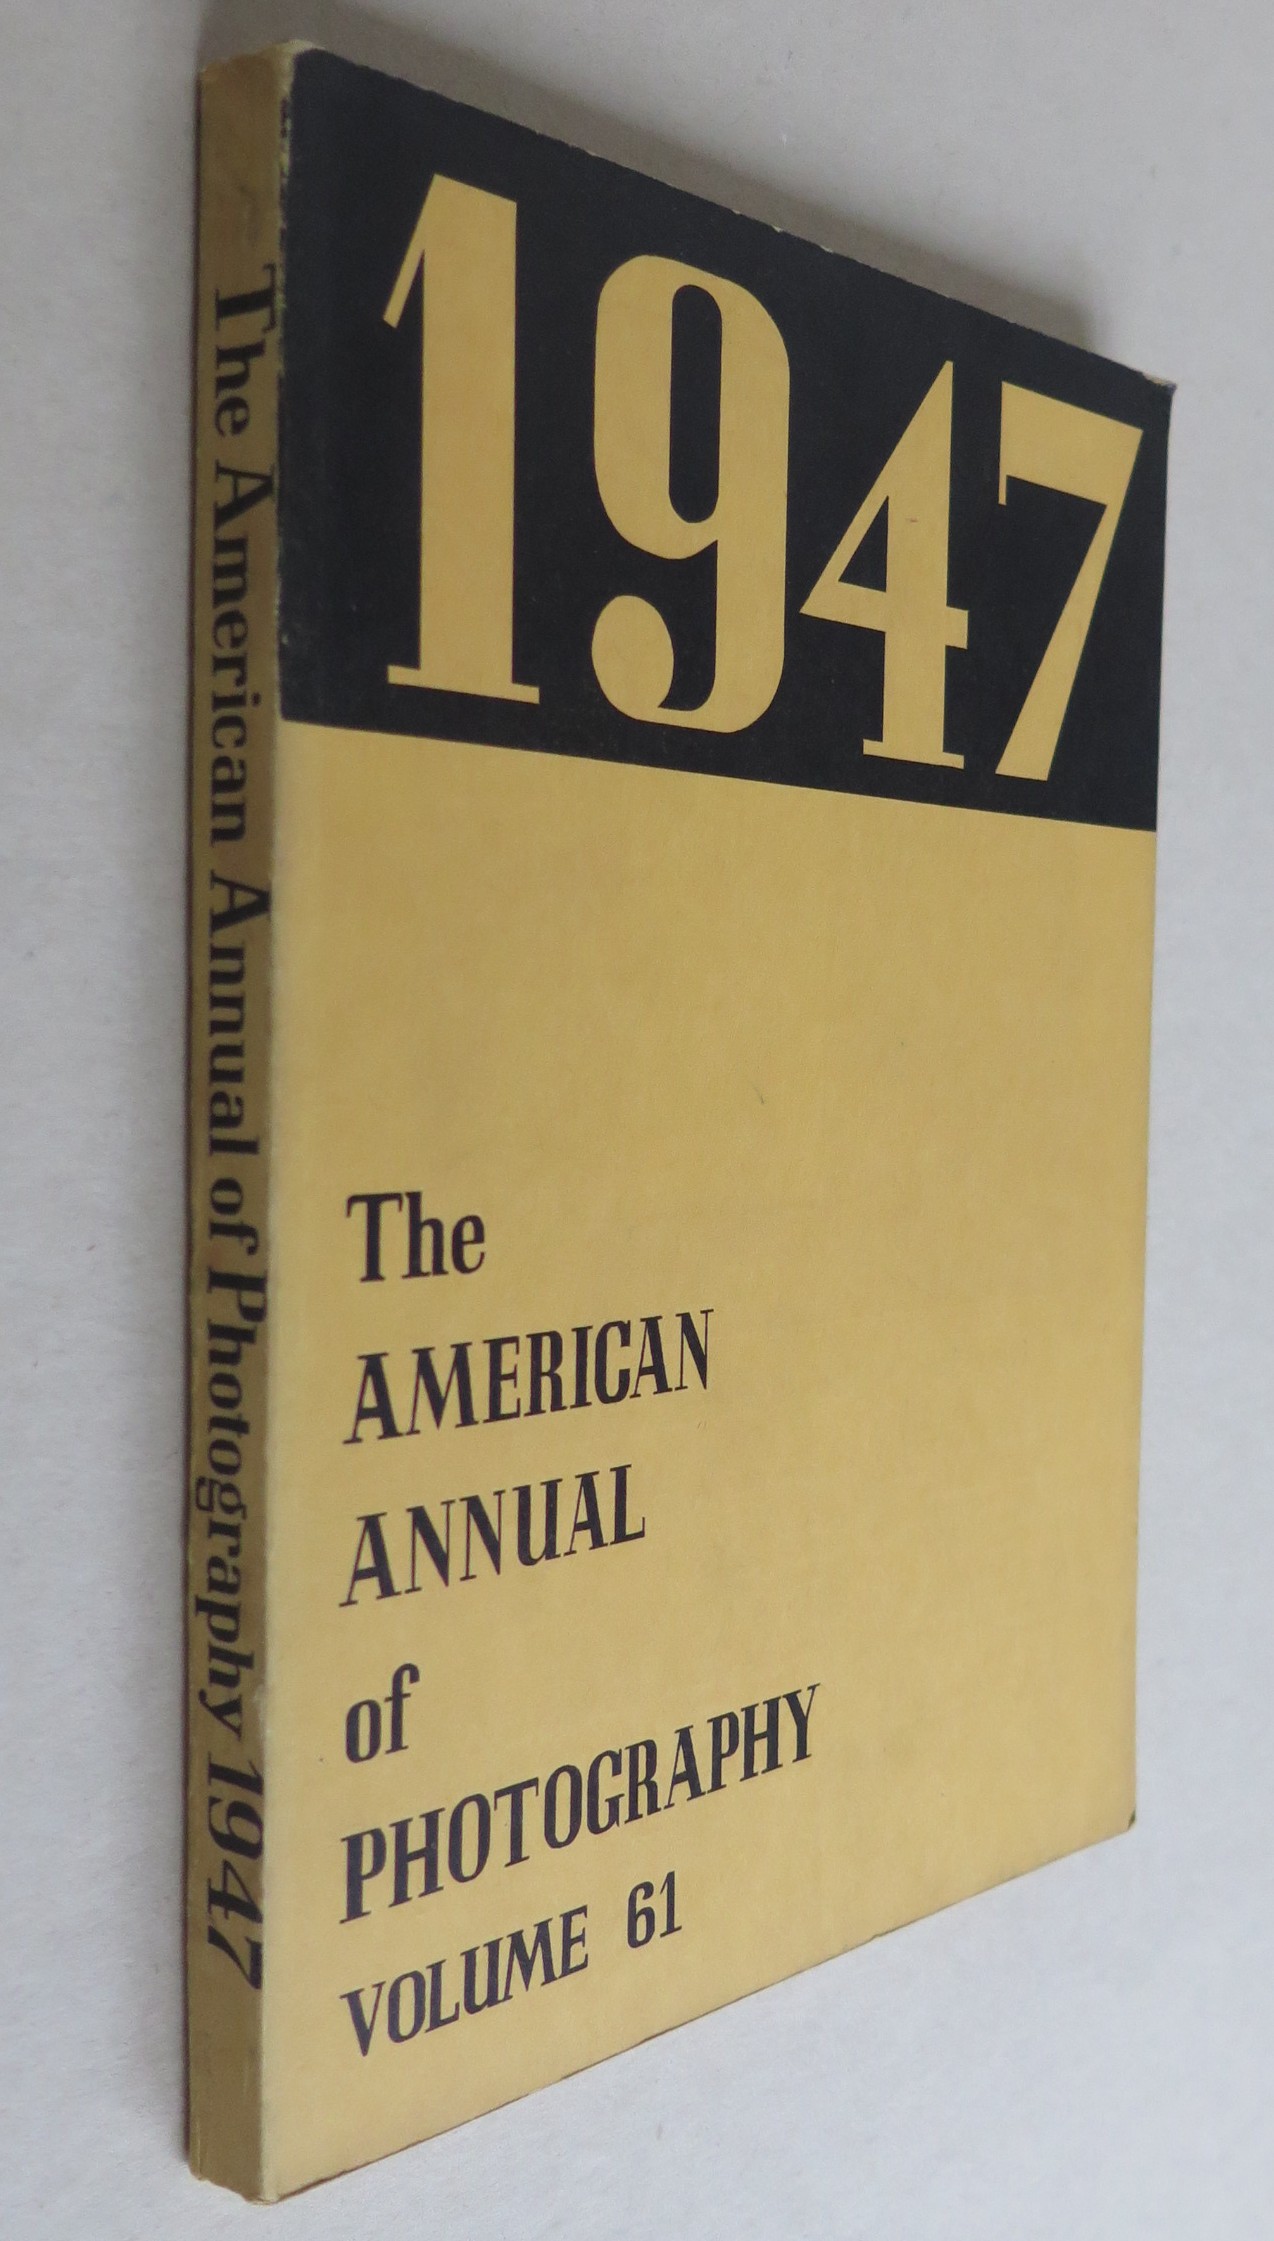 The American Annual of Photography 1947
1947
The
AMERICAN
ANNUAL
of
PHOTOGRAPHY
VOLUME 61